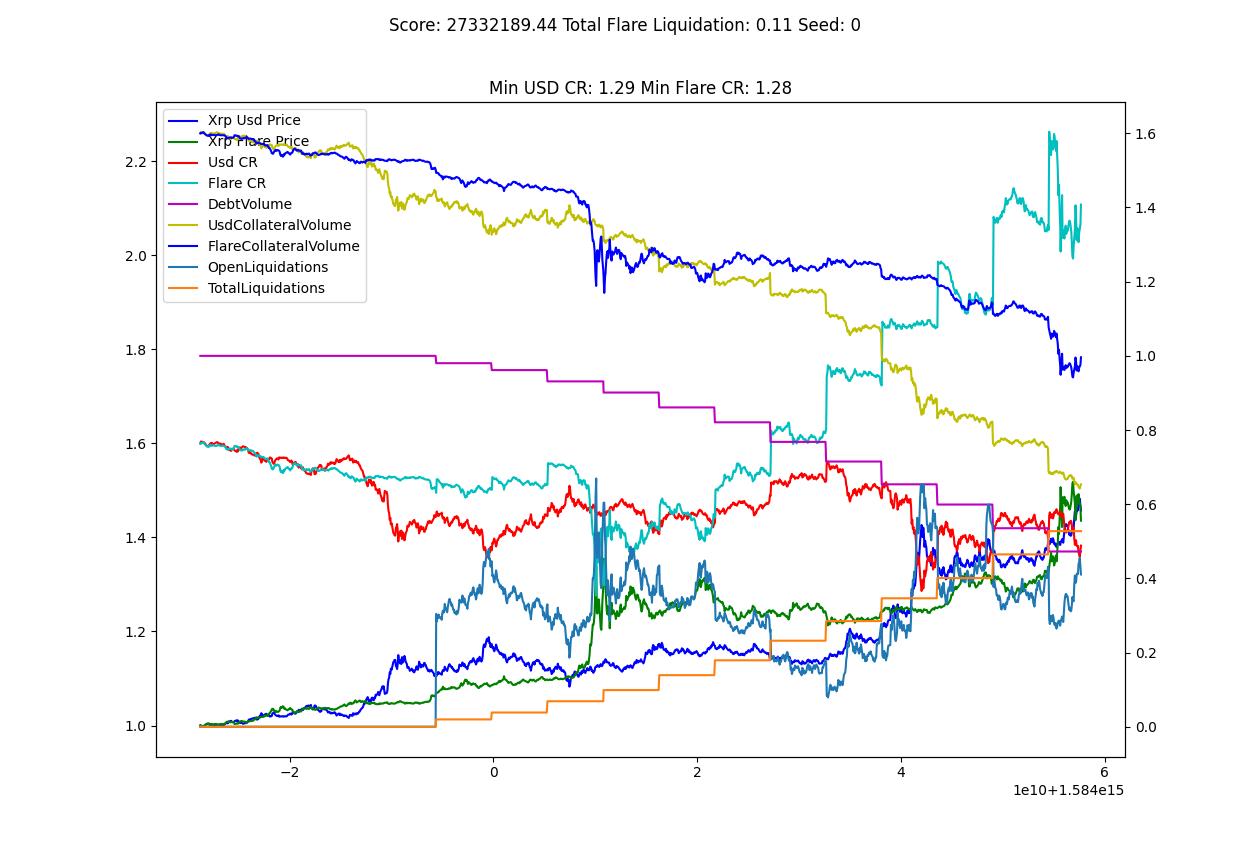 Score: 27332189.44 Total Flare Liquidation: 0.11 Seed: 0
Min USD CR: 1.29 Min Flare CR: 1.28
Xrp Usd Price
Xrp Flare Price
Usd CR
Flare CR
DebtVolume
UsdCollateralVolume
FlareCollateralVolume
OpenLiquidations
TotalLiquidations
2.2
2.0
1.8
1.6
1.4
1.2
1.0
1.6
1.4
1.2
1.0
0.8
0.6
0.4
0.2
0.0
−2 0 2 4 6
1e10+1.584e15